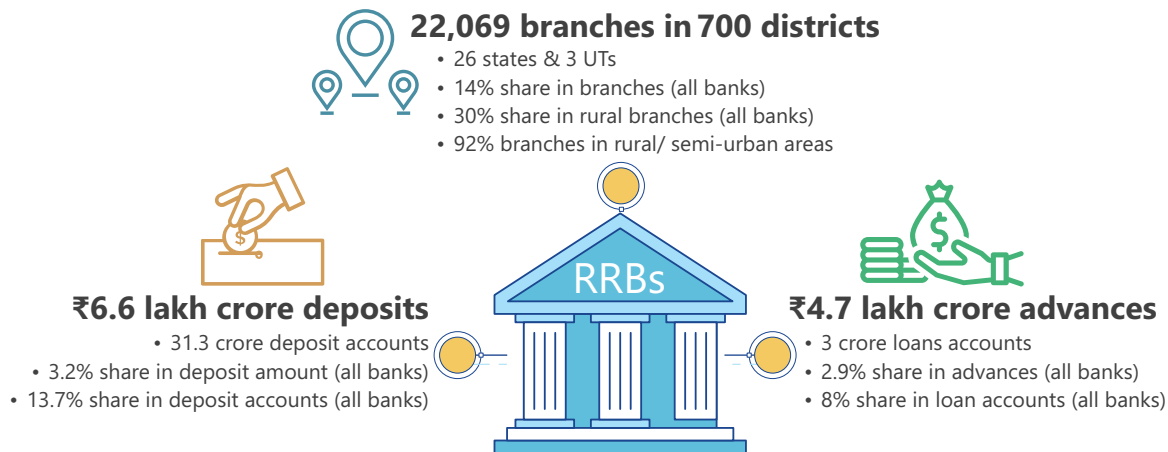 22,069 branches in 700 districts
• 26 states & 3 UTs
• 14% share in branches (all banks)
• 30% share in rural branches (all banks)
• 92% branches in rural/ semi-urban areas
$
₹6.6 lakh crore deposits
• 31.3 crore deposit accounts
• 3.2% share in deposit amount (all banks)
• 13.7% share in deposit accounts (all banks)
RRBs
$
₹4.7 lakh crore advances
• 3 crore loans accounts
• 2.9% share in advances (all banks)
• 8% share in loan accounts (all banks)